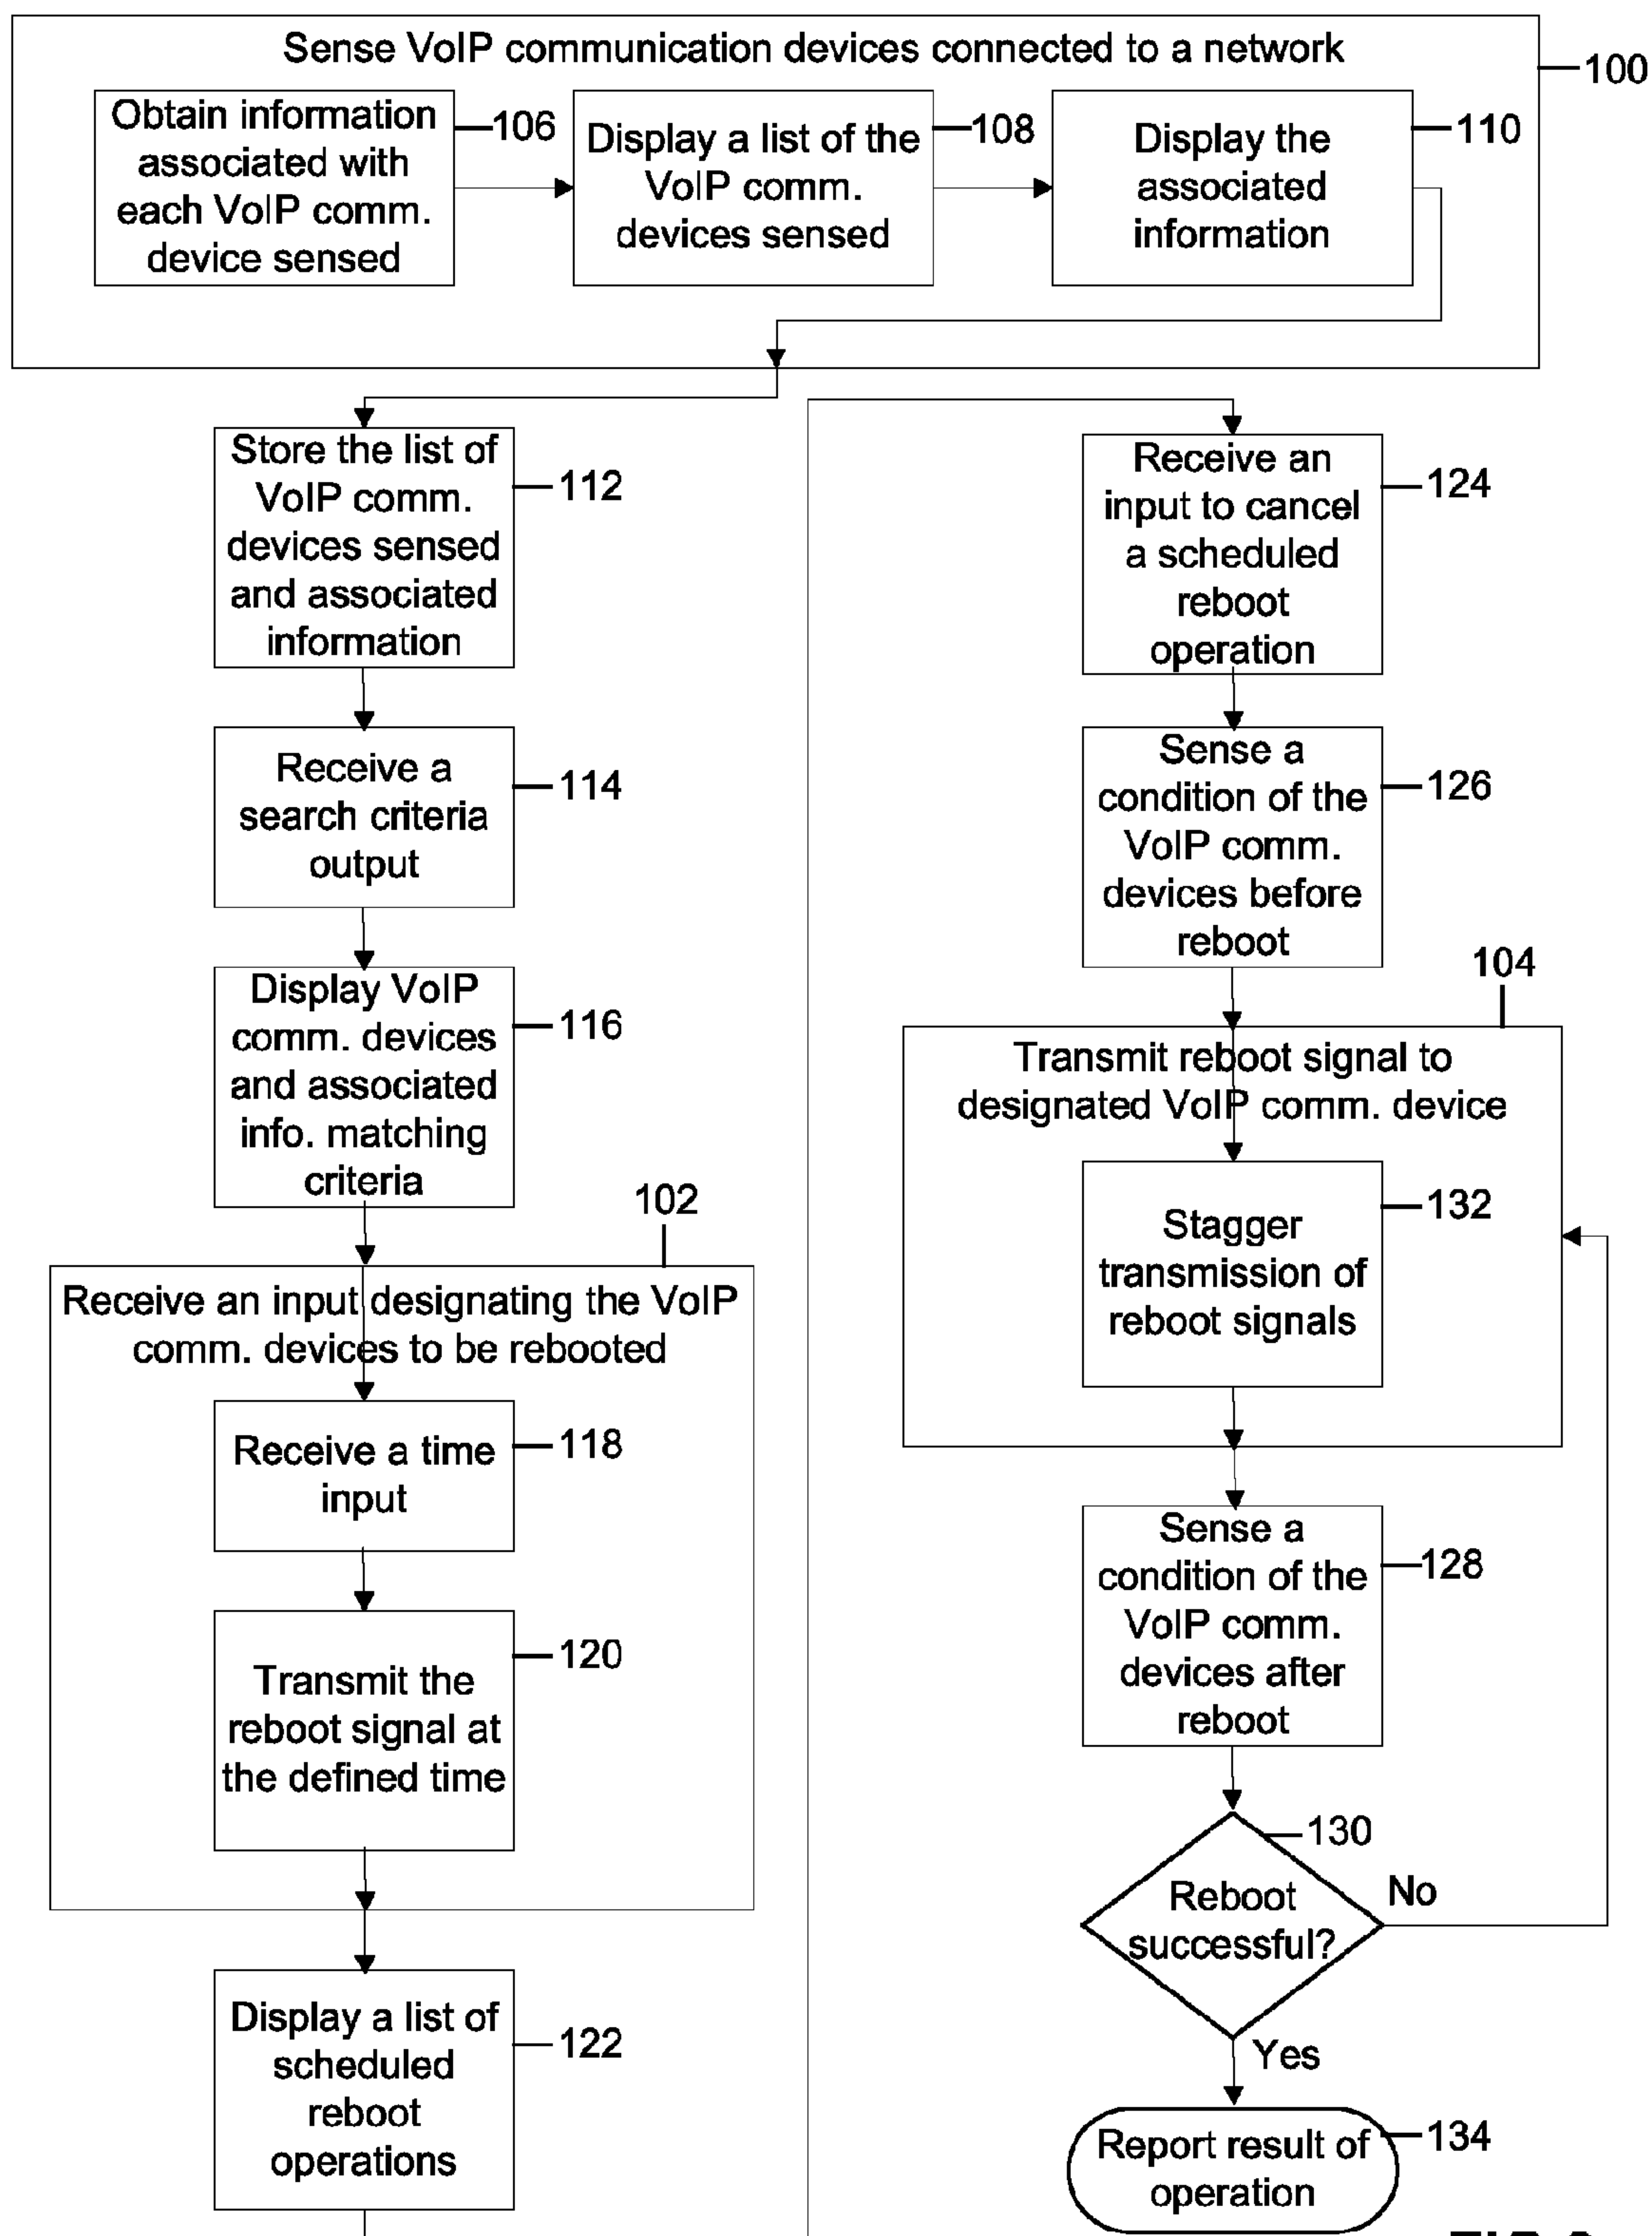 Sense VoIP communication devices connected to a network
100
Obtain information
associated with
each VoIP comm.
device sensed
106
Display a list of the
VoIP comm.
devices sensed
108
Display the
associated
information
110
Store the list of
VoIP comm.
devices sensed
and associated
information
112
Receive a
search criteria
output
114
Display VoIP
comm. devices
and associated
info. matching
criteria
116
102
Receive an input designating the VoIP
comm. devices to be rebooted
Receive a time
input
118
Transmit the
reboot signal at
the defined time
120
Display a list of
scheduled
reboot
operations
122
Receive an
input to cancel
a scheduled
reboot
operation
124
Sense a
condition of the
VoIP comm.
devices before
reboot
126
104
Transmit reboot signal to
designated VoIP comm. device
Stagger
transmission of
reboot signals
132
Sense a
condition of the
VoIP comm.
devices after
reboot
128
130
Reboot
successful?
No
Yes
Report result of
operation
134